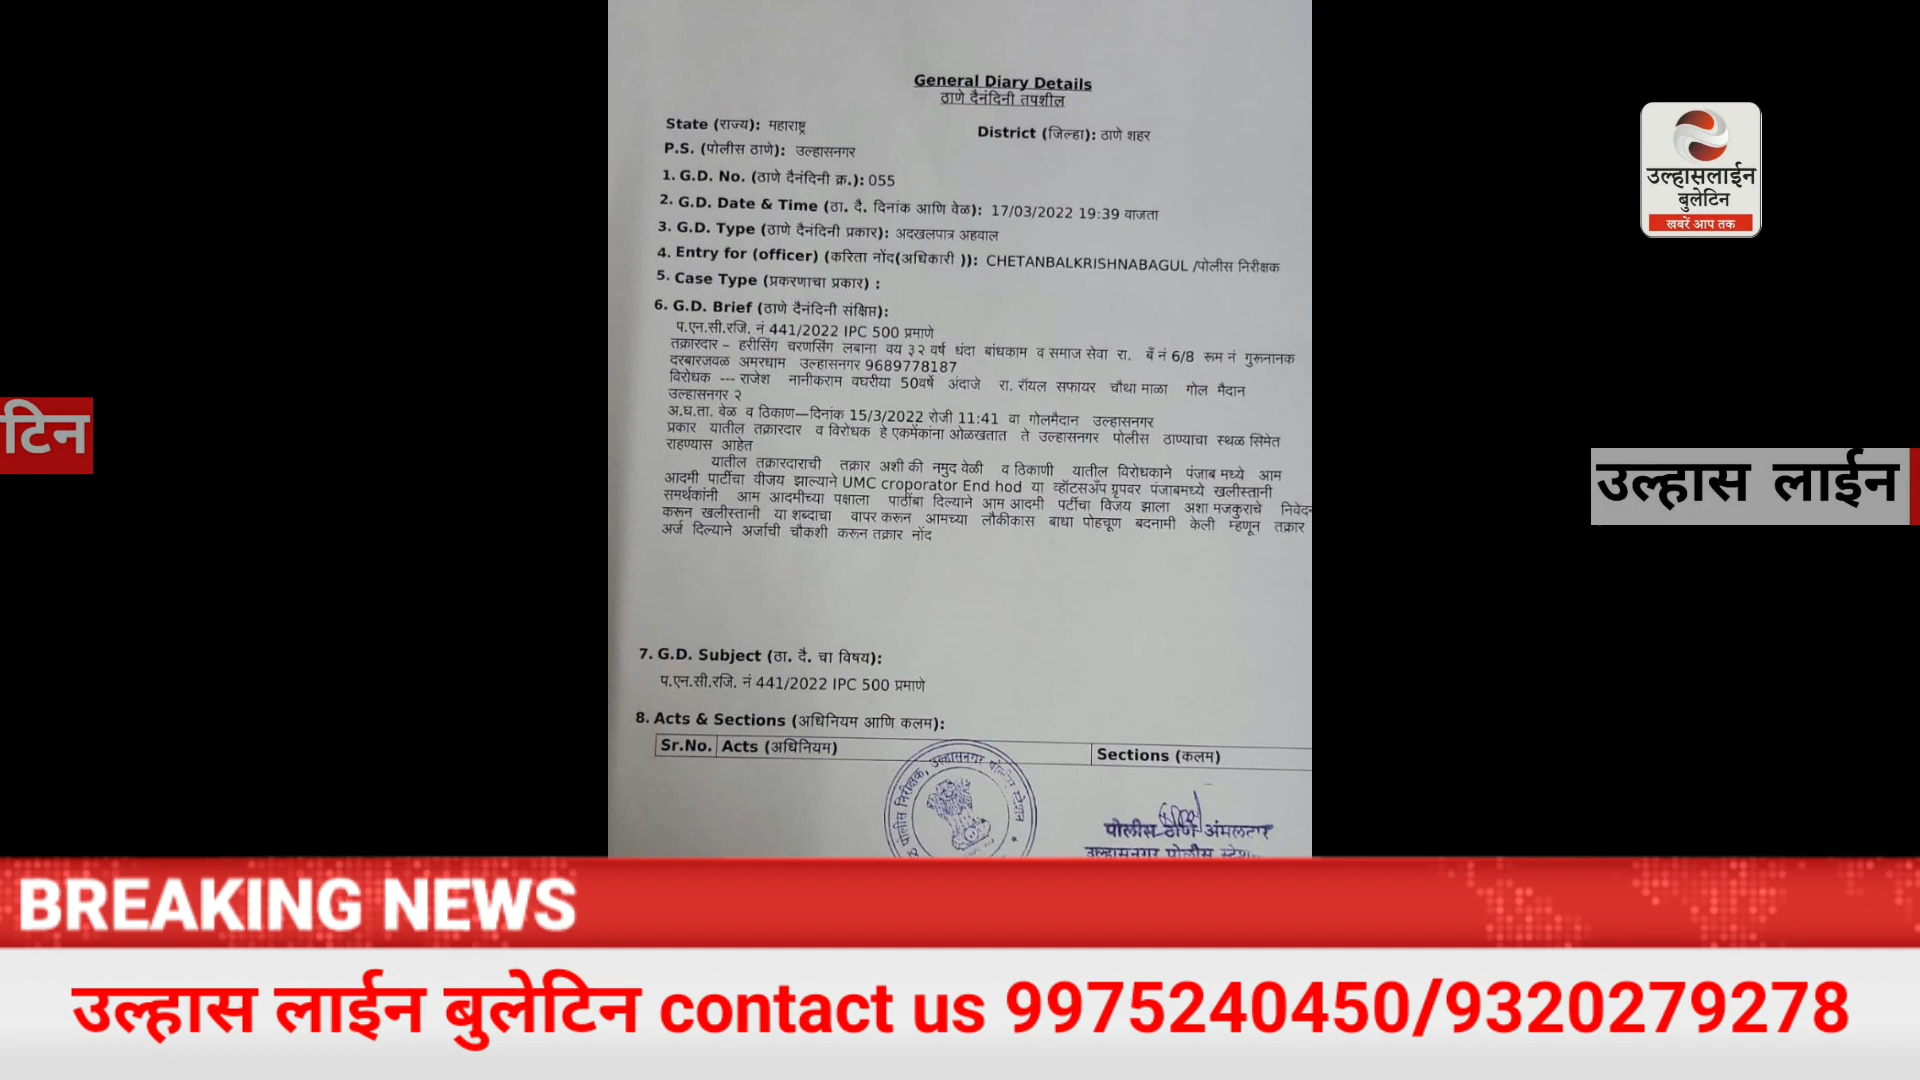 General Diary Details
ठाणे दैनंदिनी तपशील
State (राज्य): महाराष्ट्र
District (जिल्हा): ठाणे शहर
P.S. (पोलीस ठाणे): उल्हासनगर
1. G.D. No. (ठाणे दैनंदिनी क्र.): 055
2. G.D. Date & Time (ठा. दै. दिनांक आणि वेळ): 17/03/2022 19:39 वाजता
3. G.D. Type (ठाणे दैनंदिनी प्रकार): अदखलपात्र अहवाल
4. Entry for (officer) (करिता नोंद(अधिकारी )): CHETANBALKRISHNABAGUL /पोलीस निरीक्षक
5. Case Type (प्रकरणाचा प्रकार) :
6. G.D. Brief (ठाणे दैनंदिनी संक्षिप्त):
प.एन.सी.रजि. नं 441/2022 IPC 500 प्रमाणे
तक्रारदार – हरीसिंग चरणसिंग लबाना वय ३२ वर्ष धंदा बांधकाम व समाज सेवा रा. बॅ नं 6/8 रूम नं गुरूनानक
दरबारजवळ अमरधाम उल्हासनगर 9689778187
विरोधक --- राजेश नानीकराम वघरीया 50वर्षे अंदाजे रा. रॉयल सफायर चौथा माळा गोल मैदान
उल्हासनगर २
अ.घ.ता. वेळ व ठिकाण—दिनांक 15/3/2022 रोजी 11:41 वा गोलमैदान उल्हासनगर
प्रकार यातील तक्रारदार व विरोधक हे एकमेंकांना ओळखतात ते उल्हासनगर पोलीस ठाण्याचा स्थळ सिमेत
राहण्यास आहेत
यातील तक्रारदाराची तक्रार अशी की नमुद वेळी व ठिकाणी यातील विरोधकाने पंजाब मध्ये आम
आदमी पार्टीचा वीजय झाल्याने UMC croporator End hod या व्हॉटसअँप ग्रृपवर पंजाबमध्ये खलीस्तानी
समर्थकांनी आम आदमीच्या पक्षाला पाठींबा दिल्याने आम आदमी पर्टीचा विजय झाला अशा मजकुराचे निवेदन
करून खलीस्तानी या शब्दाचा वापर करून आमच्या लौकीकास बाधा पोहचूण बदनामी केली म्हणून तक्रार
अर्ज दिल्याने अर्जाची चौकशी करून तक्रार नोंद
7. G.D. Subject (ठा. दै. चा विषय):
प.एन.सी.रजि. नं 441/2022 IPC 500 प्रमाणे
8. Acts & Sections (अधिनियम आणि कलम):
Sr.No. Acts (अधिनियम) Sections (कलम)
पोलीस निरीक्षक, उल्हासनगर पोलीस स्टेशन
पोलीस ठाणे अंमलदार
उल्हासनगर पोलीस
उल्हासलाईन
बुलेटिन
खबरें आप तक
टिन
उल्हास लाईन
BREAKING NEWS
उल्हास लाईन बुलेटिन contact us 9975240450/9320279278